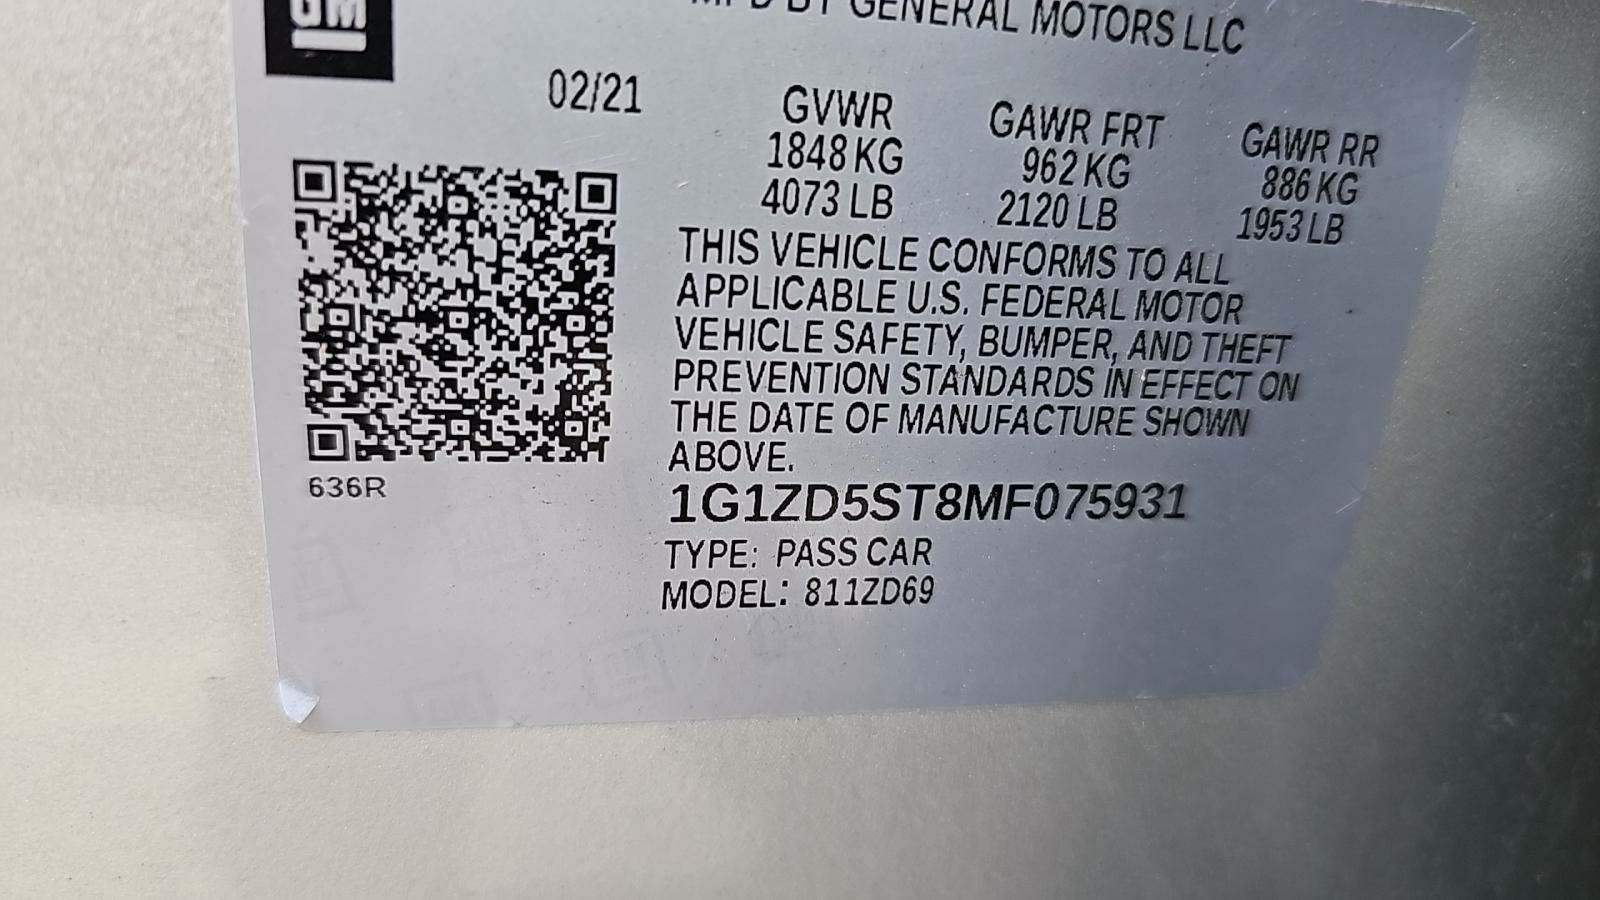 GM
MFD BY GENERAL MOTORS LLC
02/21
GVWR GAWR FRT GAWR RR
1848 KG 962 KG 886 KG
4073 LB 2120 LB 1953 LB
THIS VEHICLE CONFORMS TO ALL
APPLICABLE U.S. FEDERAL MOTOR
VEHICLE SAFETY, BUMPER, AND THEFT
PREVENTION STANDARDS IN EFFECT ON
THE DATE OF MANUFACTURE SHOWN
ABOVE.
636R
1G1ZD5ST8MF075931
TYPE: PASS CAR
MODEL: 811ZD69